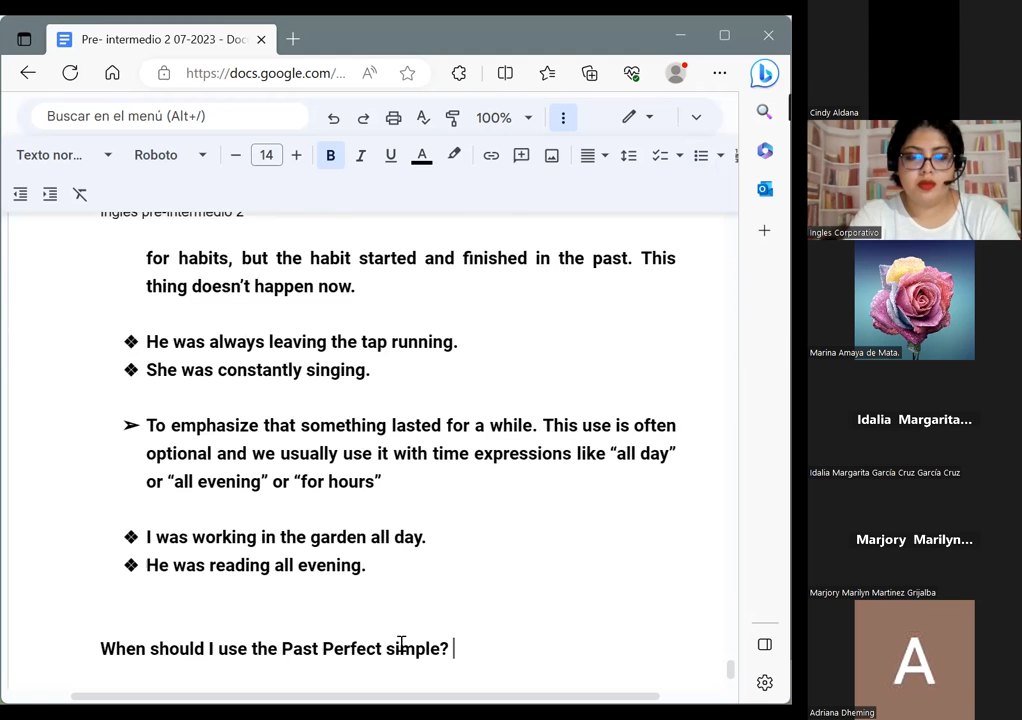 Pre- intermedio 2 07-2023 - Doc
https://docs.google.com/...
Buscar en el menú (Alt+/)
100%
Texto nor...
Roboto
14
B
I
U
A
Ingles pre-intermedio 2
for habits, but the habit started and finished in the past. This
thing doesn't happen now.
❖ He was always leaving the tap running.
❖ She was constantly singing.
➢ To emphasize that something lasted for a while. This use is often
optional and we usually use it with time expressions like “all day”
or “all evening” or “for hours”
❖ I was working in the garden all day.
❖ He was reading all evening.
When should I use the Past Perfect simple?
Cindy Aldana
Ingles Corporativo
Marina Amaya de Mata.
Idalia Margarita...
Idalia Margarita García Cruz García Cruz
Marjory Marilyn...
Marjory Marilyn Martinez Grijalba
A
Adriana Dheming